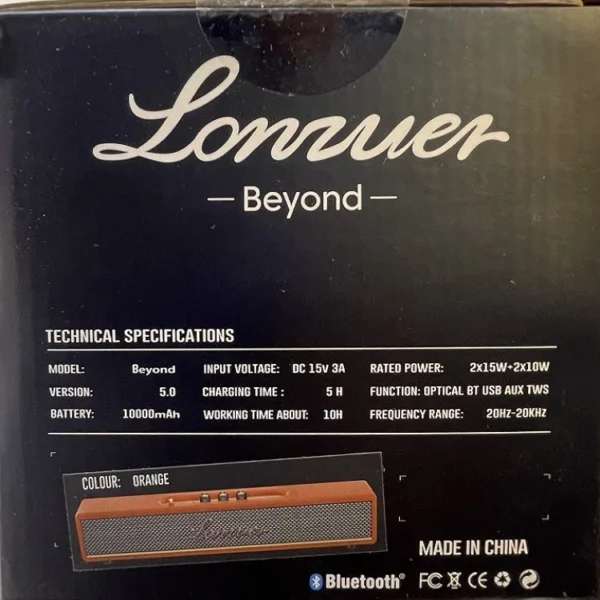 Lonzuer
Beyond
TECHNICAL SPECIFICATIONS
MODEL: Beyond INPUT VOLTAGE: DC 15v 3A RATED POWER: 2x15W+2x10W
VERSION: 5.0 CHARGING TIME : 5 H FUNCTION: OPTICAL BT USB AUX TWS
BATTERY: 10000mAh WORKING TIME ABOUT: 10H FREQUENCY RANGE: 20Hz-20KHz
COLOUR: ORANGE
Lonzuer
MADE IN CHINA
Bluetooth® FC CE